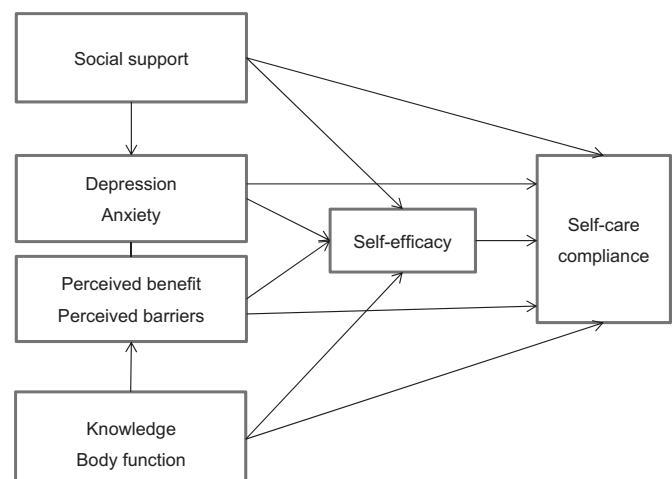 Social support
Depression
Anxiety
Self-efficacy
Self-care
compliance
Perceived benefit
Perceived barriers
Knowledge
Body function